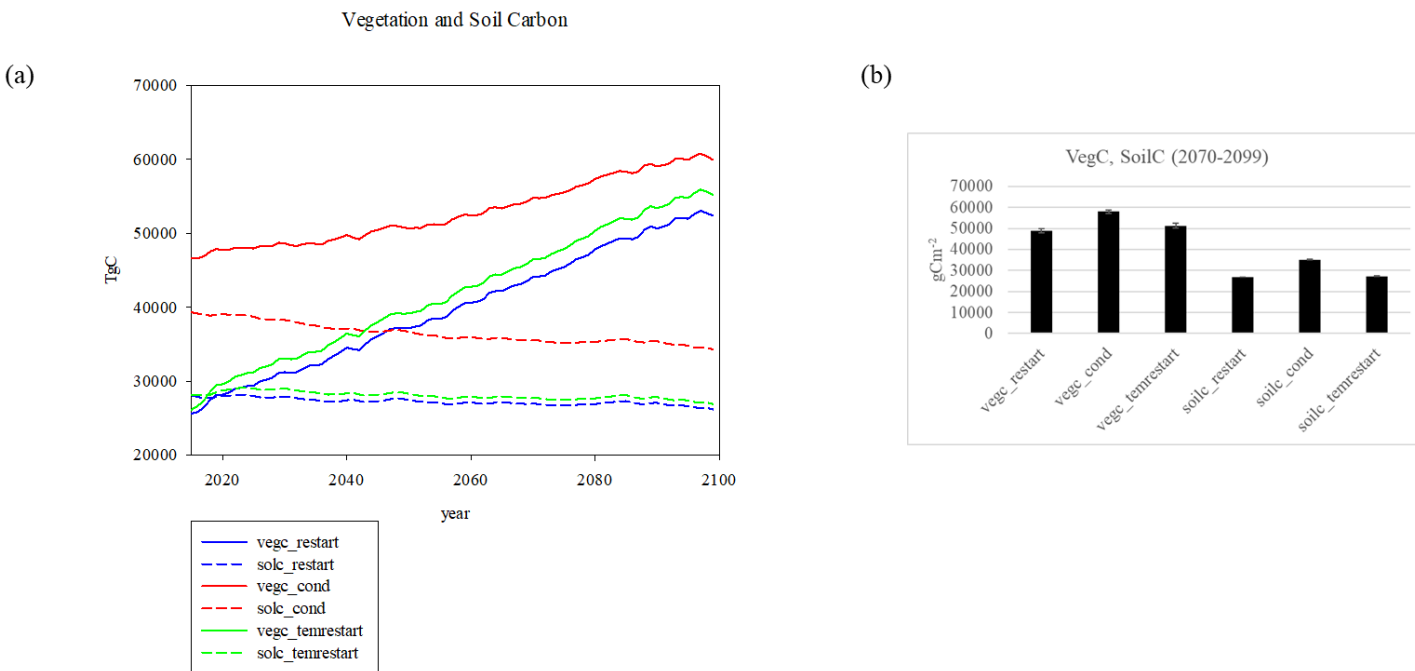 Vegetation and Soil Carbon
(a)
70000
60000
50000
40000
30000
20000
TgC
2020 2040 2060 2080 2100
year
vegc_restart
solc_restart
vegc_cond
solc_cond
vegc_temrestart
solc_temrestart
(b)
VegC, SoilC (2070-2099)
70000
60000
50000
40000
30000
20000
10000
0
gCm-2
vegc_restart
vegc_cond
vegc_temrestart
soilc_restart
soilc_cond
soilc_temrestart